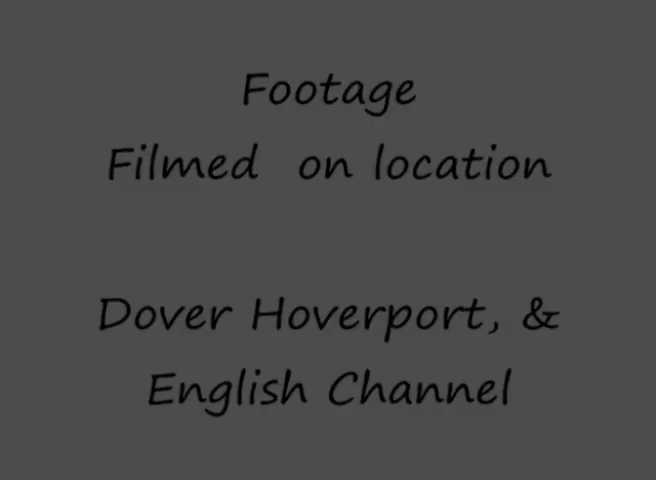 Footage
Filmed on location
Dover Hoverport, &
English Channel